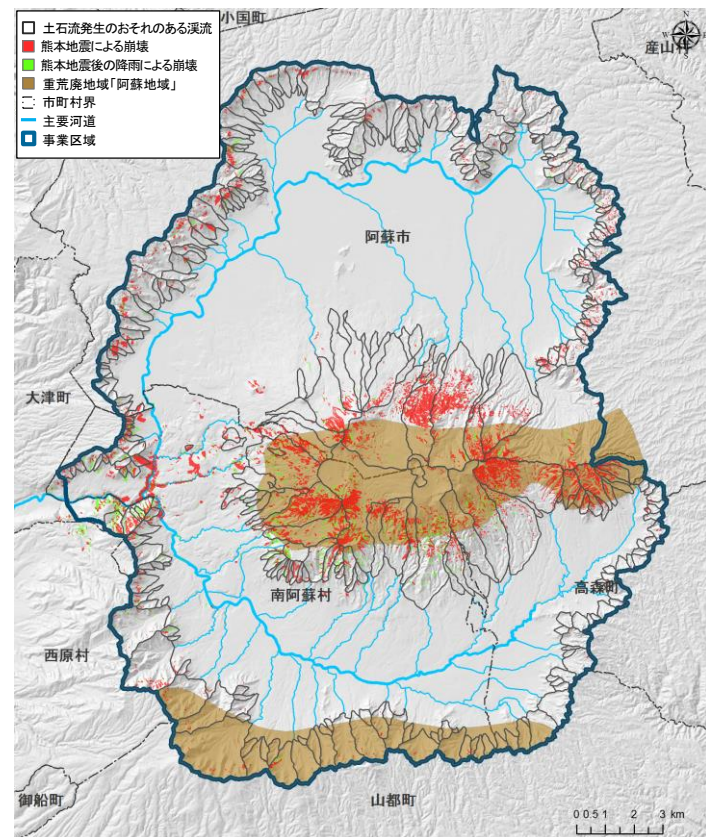 土石流発生のおそれのある渓流
熊本地震による崩壊
熊本地震後の降雨による崩壊
重荒廃地域「阿蘇地域」
市町村界
主要河道
事業区域
小国町
N
W
E
S
産山村
阿蘇市
大津町
南阿蘇村
高森町
西原村
御船町
山都町
0 0.5 1 2 3 km